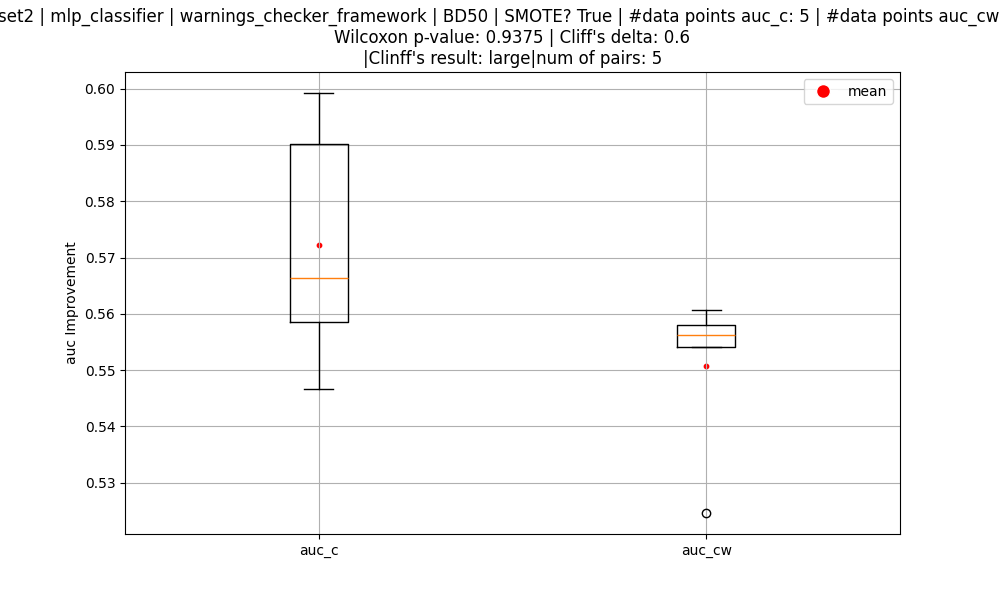 set2 | mlp_classifier | warnings_checker_framework | BD50 | SMOTE? True | #data points auc_c: 5 | #data points auc_cw
Wilcoxon p-value: 0.9375 | Cliff's delta: 0.6
|Clinff's result: large|num of pairs: 5
mean
0.60
0.59
0.58
0.57
0.56
0.55
0.54
0.53
auc Improvement
auc_c
auc_cw